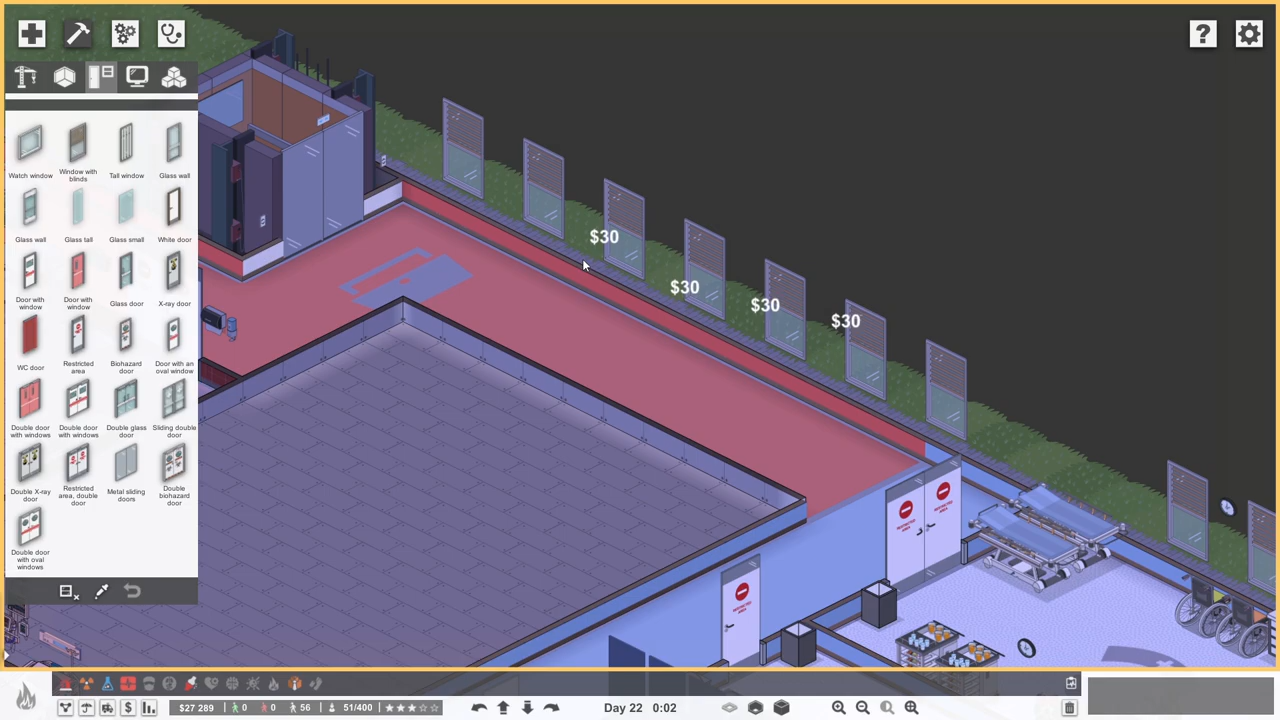 ?
Watch window
Window with blinds
Tall window
Glass wall
Glass wall
Glass tall
Glass small
White door
Door with window
Door with window
Glass door
X-ray door
WC door
Restricted area
Biohazard door
Door with an oval window
Double door with windows
Double door with windows
Double glass door
Sliding double door
Double X-ray door
Restricted area, double door
Metal sliding doors
Double biohazard door
Double door with oval windows
$30
$30
$30
$30
$27 289
0
0
56
51/400
Day 22 0:02